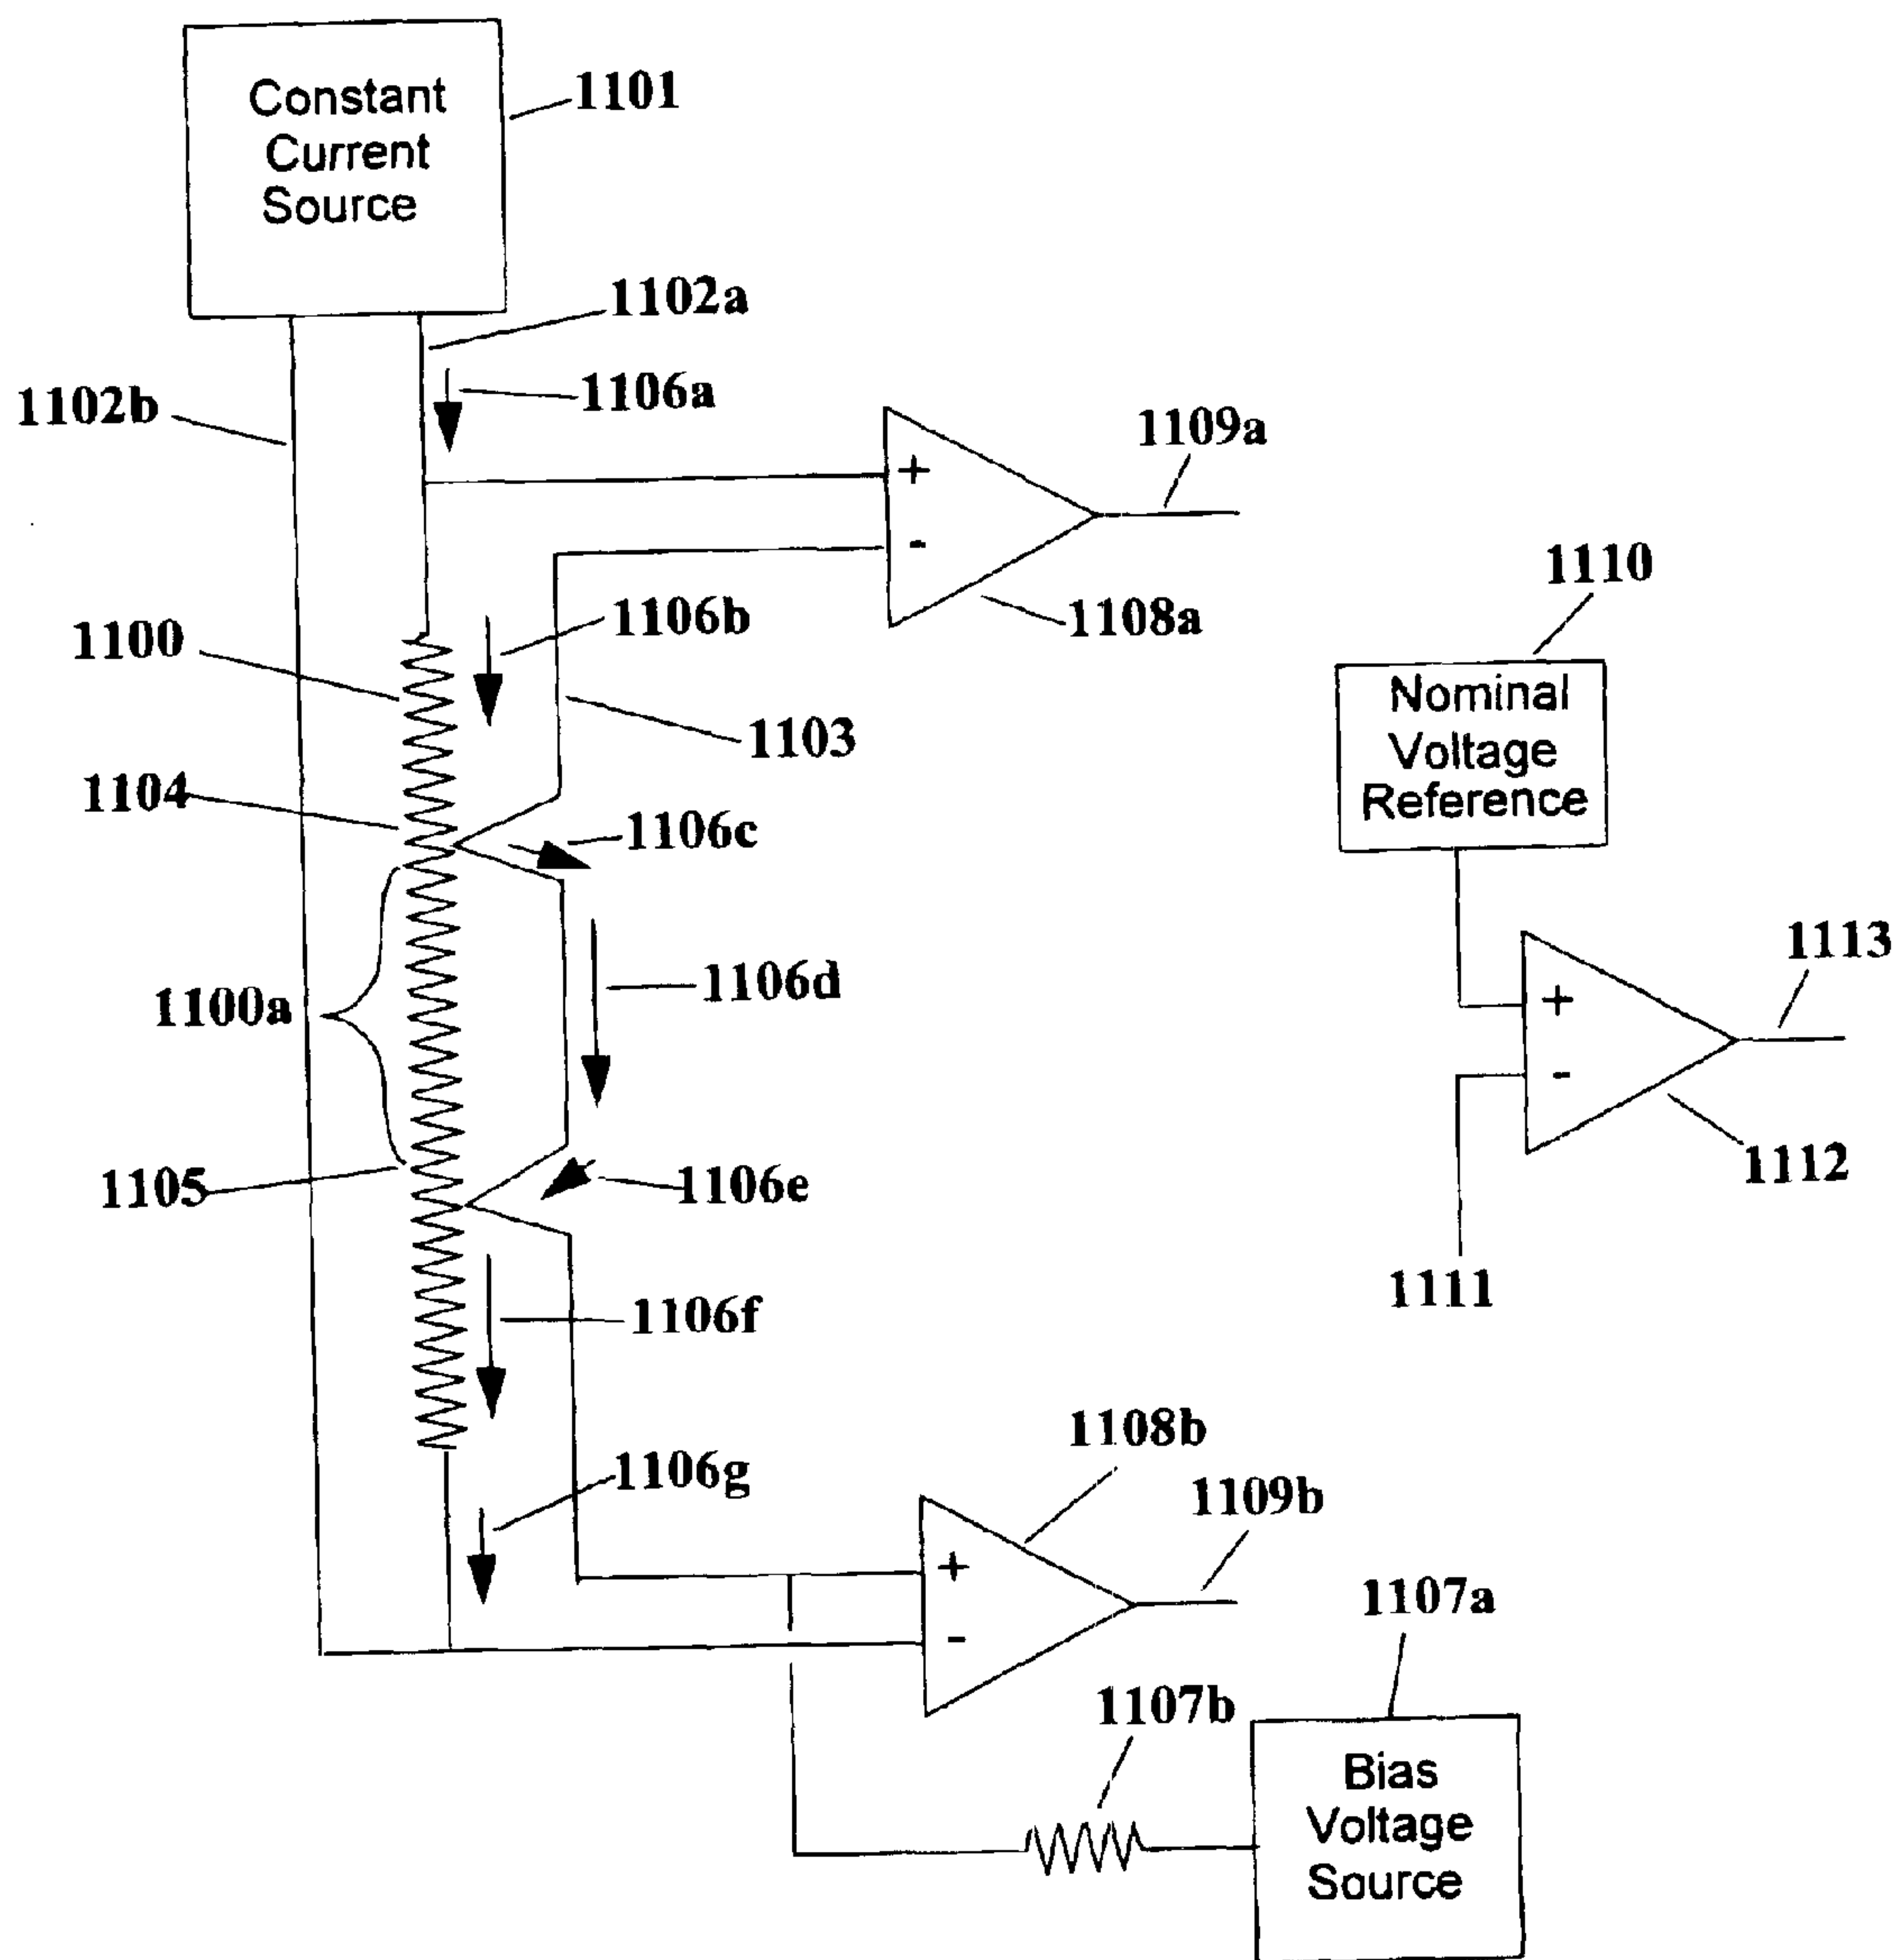 Constant
Current
Source
1101
1102a
1106a
1102b
1109a
+
-
1110
1106b
1108a
1100
Nominal
Voltage
Reference
1103
1104
1106c
1113
1106d
+
1100a
-
1112
1106e
1105
1111
1106f
1108b
1106g
1109b
+
1107a
-
1107b
Bias
Voltage
Source